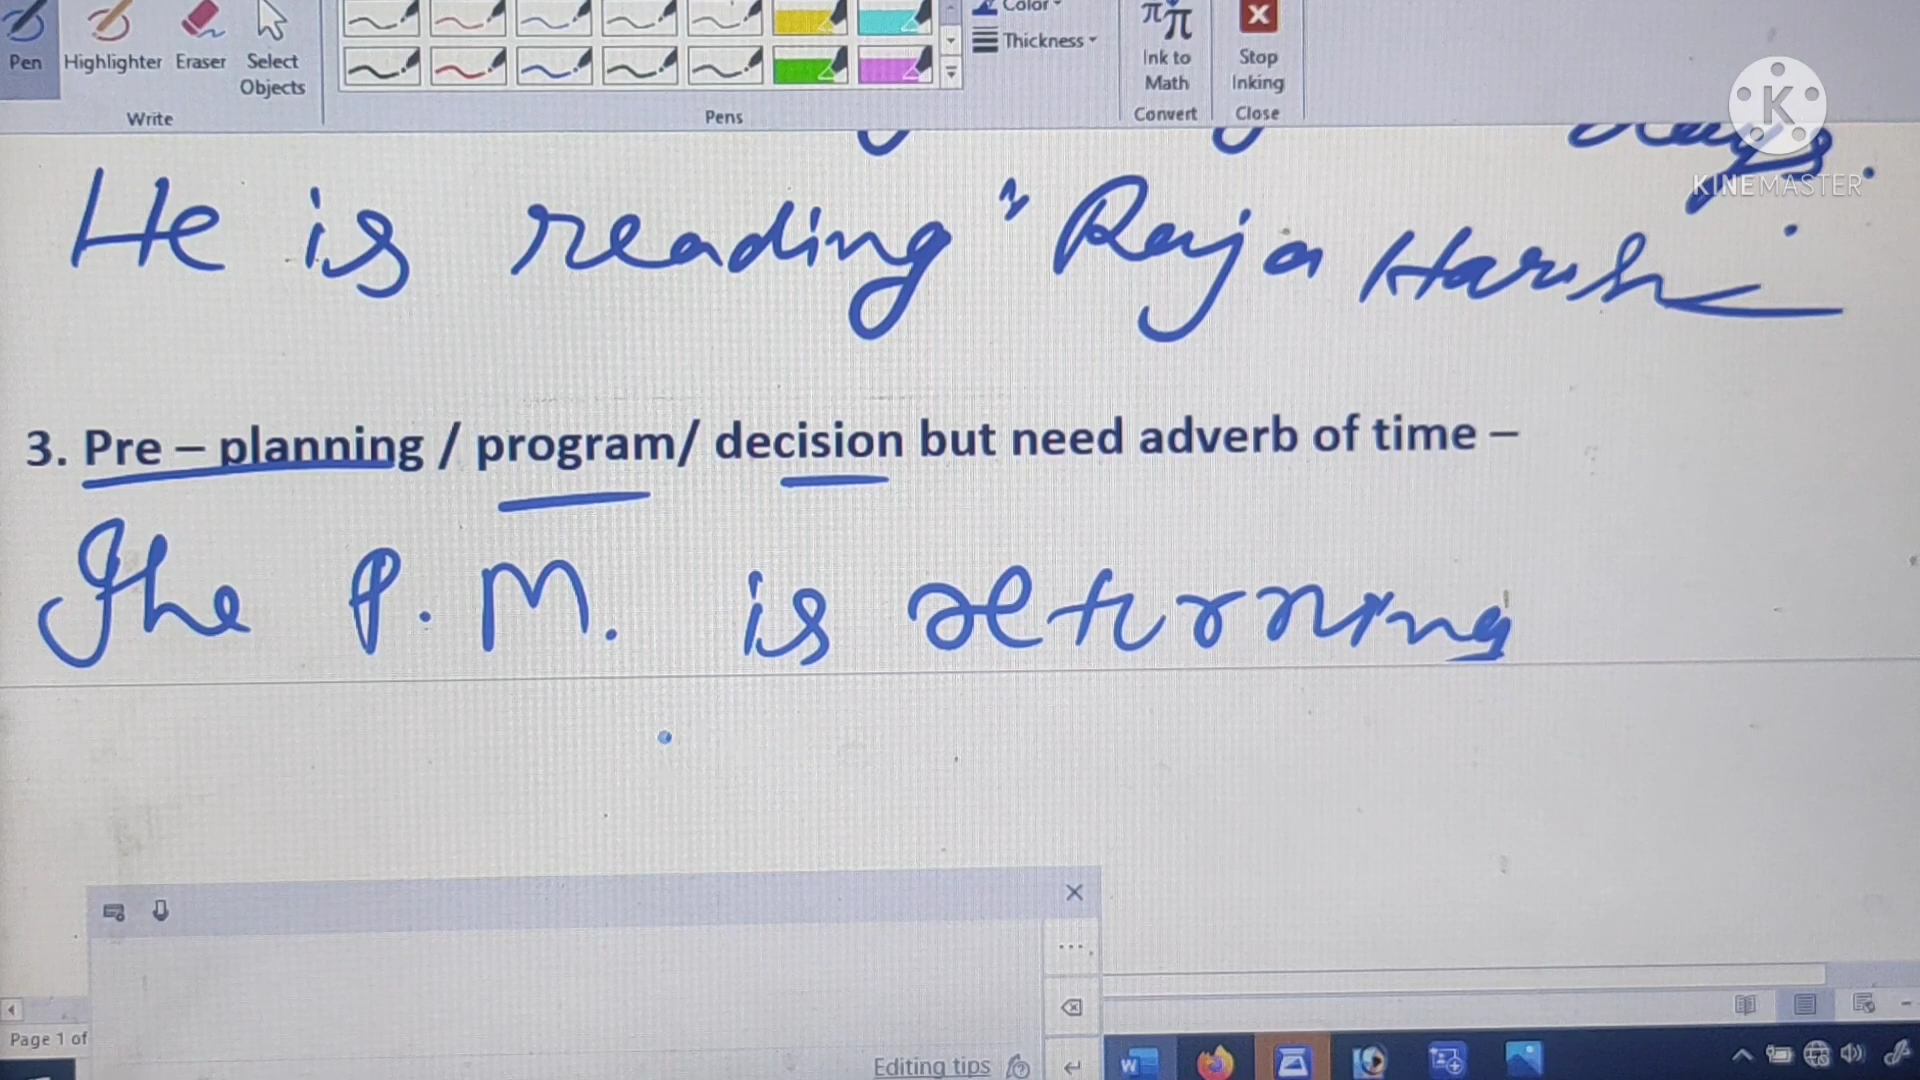 Color
Pen Highlighter Eraser Select Objects
Thickness
Ink to Math
Stop Inking
Write
Pens
Convert
Close
K
KINEMASTER
days.
He is reading "Raja Harish
3. Pre – planning / program/ decision but need adverb of time –
The P.M. is returning
Page 1 of
Editing tips